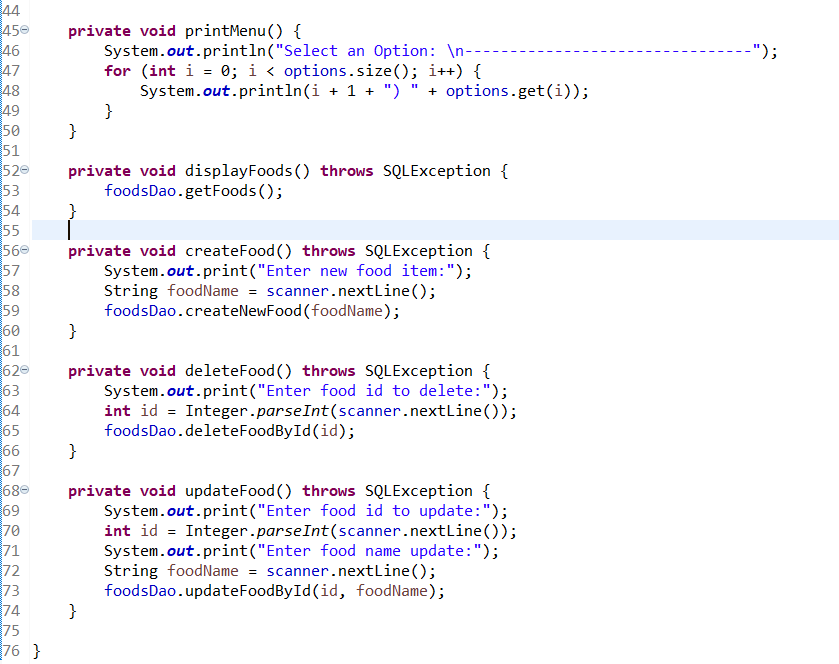 44
45 private void printMenu() {
46 System.out.println("Select an Option: \n--------------------------------");
47 for (int i = 0; i < options.size(); i++) {
48 System.out.println(i + 1 + ") " + options.get(i));
49 }
50 }
51
52 private void displayFoods() throws SQLException {
53 foodsDao.getFoods();
54 }
55
56 private void createFood() throws SQLException {
57 System.out.print("Enter new food item:");
58 String foodName = scanner.nextLine();
59 foodsDao.createNewFood(foodName);
60 }
61
62 private void deleteFood() throws SQLException {
63 System.out.print("Enter food id to delete:");
64 int id = Integer.parseInt(scanner.nextLine());
65 foodsDao.deleteFoodById(id);
66 }
67
68 private void updateFood() throws SQLException {
69 System.out.print("Enter food id to update:");
70 int id = Integer.parseInt(scanner.nextLine());
71 System.out.print("Enter food name update:");
72 String foodName = scanner.nextLine();
73 foodsDao.updateFoodById(id, foodName);
74 }
75
76 }